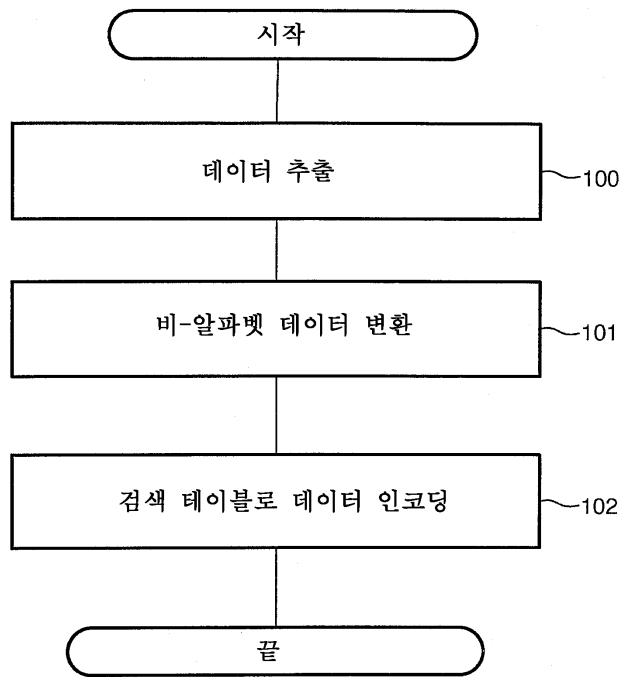 시작
데이터 추출
100
비-알파벳 데이터 변환
101
검색 테이블로 데이터 인코딩
102
끝